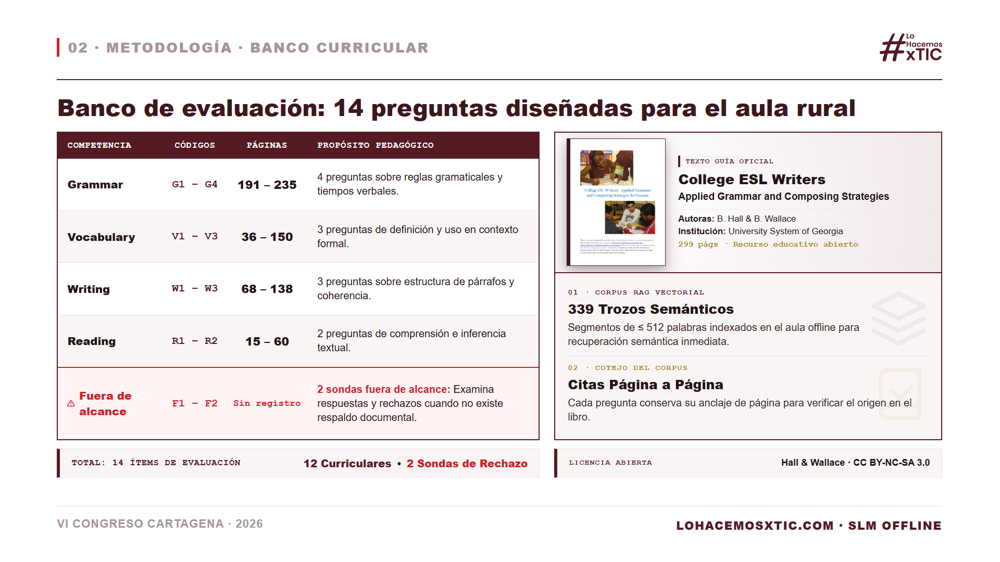 02 · METODOLOGÍA · BANCO CURRICULAR
#Lo Hacemos xTIC
Banco de evaluación: 14 preguntas diseñadas para el aula rural
COMPETENCIA CÓDIGOS PÁGINAS PROPÓSITO PEDAGÓGICO
Grammar G1 – G4 191 – 235 4 preguntas sobre reglas gramaticales y
tiempos verbales.
Vocabulary V1 – V3 36 – 150 3 preguntas de definición y uso en contexto
formal.
Writing W1 – W3 68 – 138 3 preguntas sobre estructura de párrafos y
coherencia.
Reading R1 – R2 15 – 60 2 preguntas de comprensión e inferencia
textual.
Fuera de
alcance
F1 – F2 Sin registro
2 sondas fuera de alcance: Examina
respuestas y rechazos cuando no existe
respaldo documental.
TOTAL: 14 ÍTEMS DE EVALUACIÓN 12 Curriculares • 2 Sondas de Rechazo
College ESL Writers: Applied Grammar
and Composing Strategies for Success
TEXTO GUÍA OFICIAL
College ESL Writers
Applied Grammar and Composing Strategies
Autoras: B. Hall & B. Wallace
Institución: University System of Georgia
299 págs · Recurso educativo abierto
01 · CORPUS RAG VECTORIAL
339 Trozos Semánticos
Segmentos de ≤ 512 palabras indexados en el aula offline para
recuperación semántica inmediata.
02 · COTEJO DEL CORPUS
Citas Página a Página
Cada pregunta conserva su anclaje de página para verificar el origen en el
libro.
LICENCIA ABIERTA Hall & Wallace · CC BY-NC-SA 3.0
VI CONGRESO CARTAGENA · 2026
LOHACEMOSXTIC.COM · SLM OFFLINE